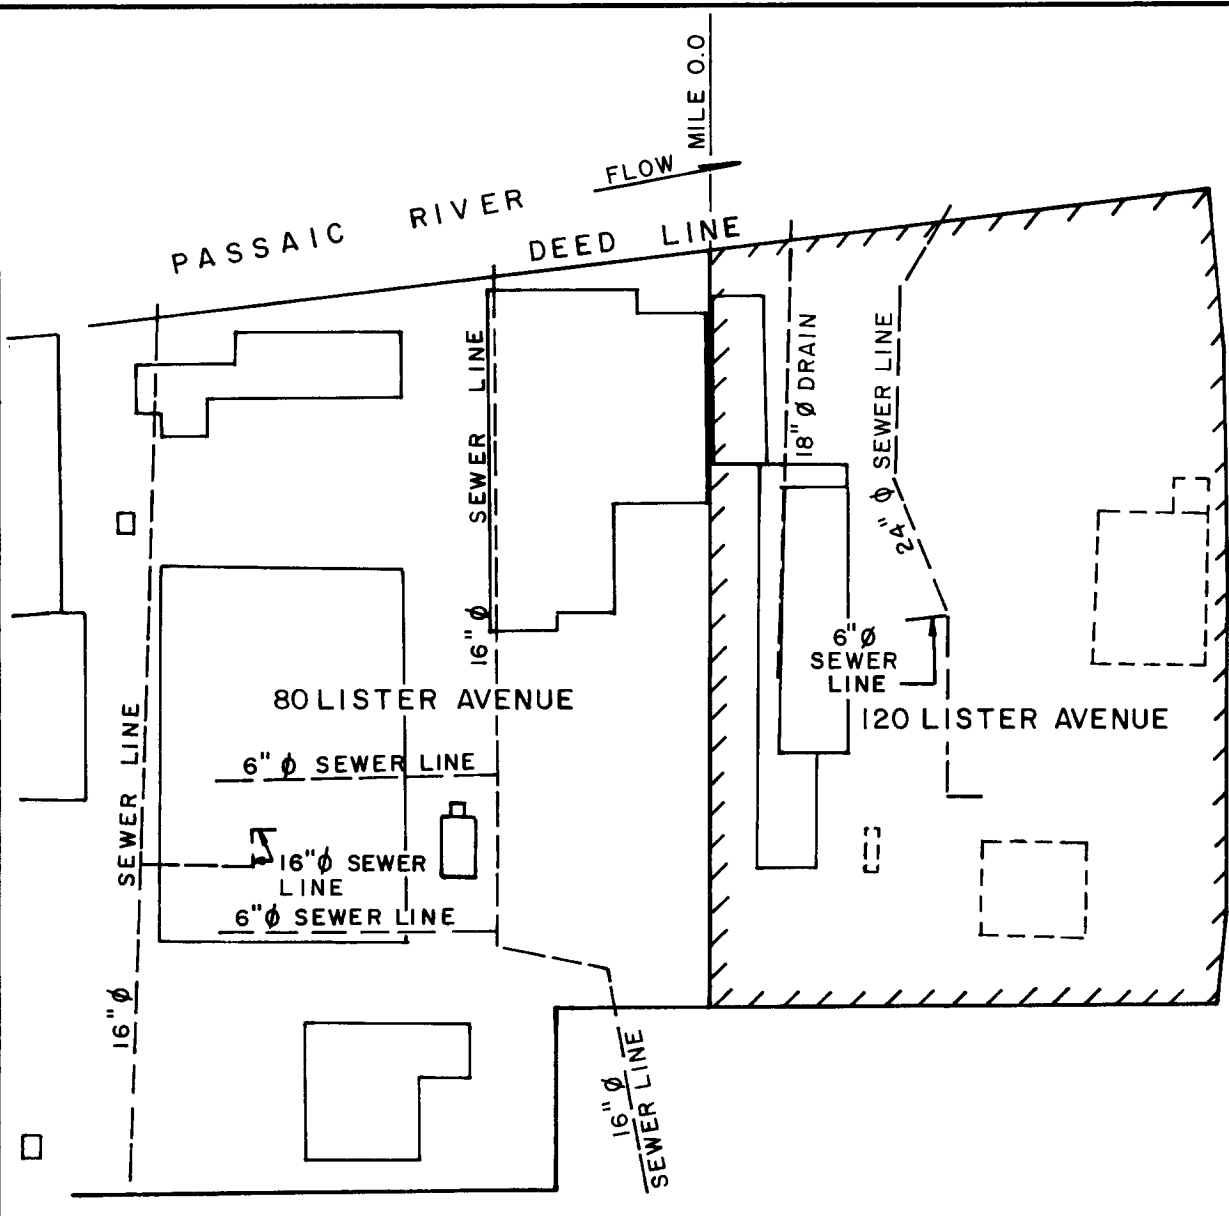 MILE 0.0
FLOW
PASSAIC RIVER
DEED LINE
SEWER LINE
16" Ø
18" Ø DRAIN
24" Ø SEWER LINE
6" Ø
SEWER
LINE
80 LISTER AVENUE
120 LISTER AVENUE
6" Ø SEWER LINE
16" Ø SEWER
LINE
6" Ø SEWER LINE
SEWER LINE
16" Ø
16" Ø
SEWER LINE